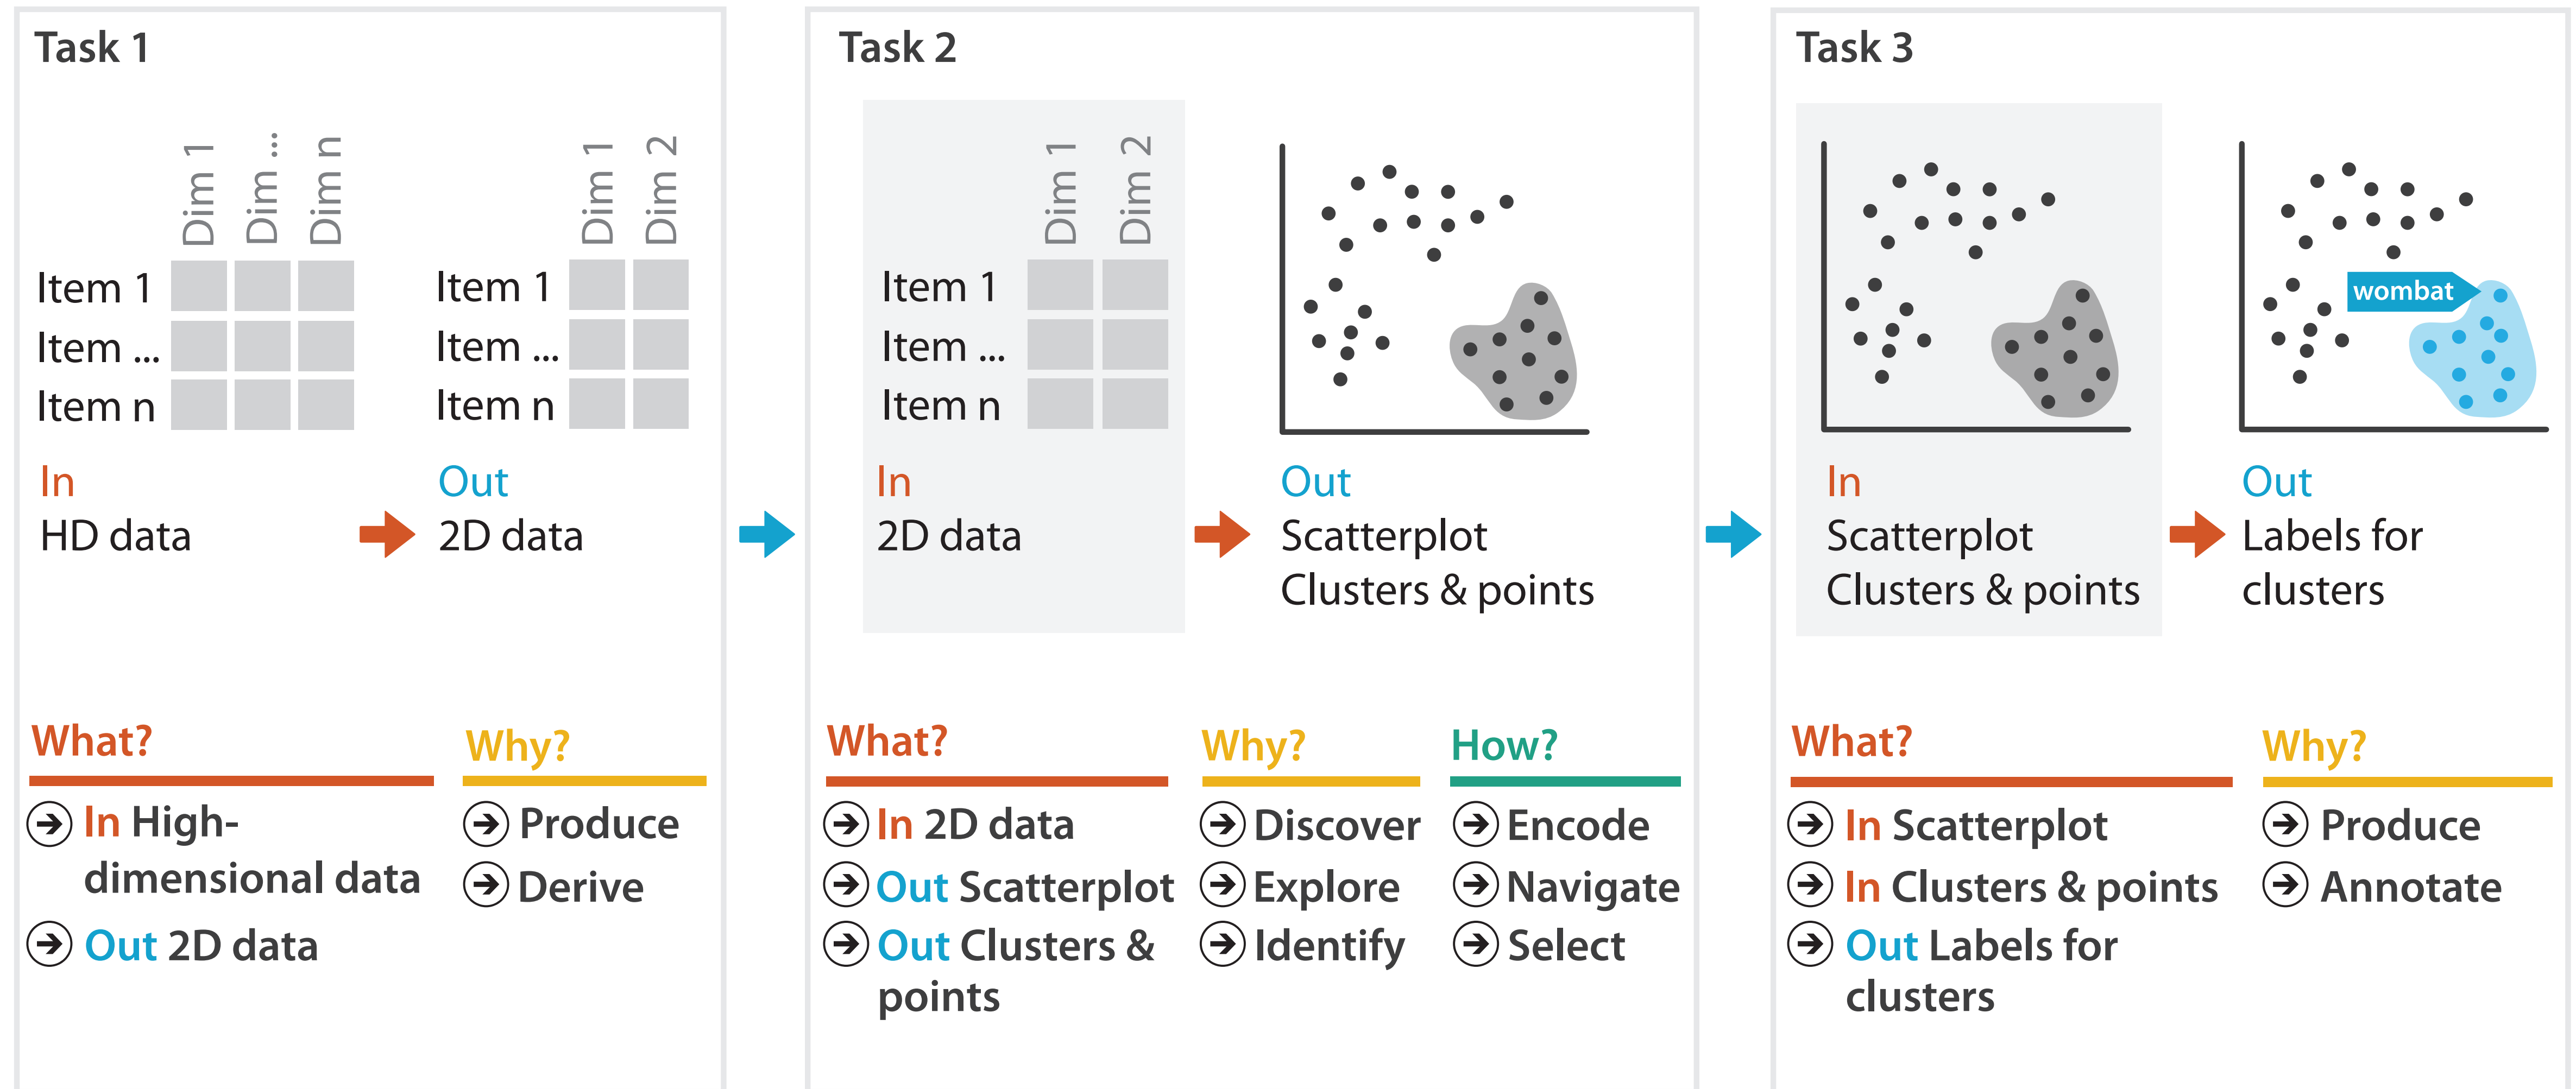 Task 1
Dim 1
Dim ...
Dim n
Item 1
Item ...
Item n
In
HD data
Dim 1
Dim 2
Item 1
Item ...
Item n
Out
2D data
What?
In High-
dimensional data
Out 2D data
Why?
Produce
Derive
Task 2
Dim 1
Dim 2
Item 1
Item ...
Item n
In
2D data
Out
Scatterplot
Clusters & points
What?
In 2D data
Out Scatterplot
Out Clusters &
points
Why?
Discover
Explore
Identify
How?
Encode
Navigate
Select
Task 3
In
Scatterplot
Clusters & points
wombat
Out
Labels for
clusters
What?
In Scatterplot
In Clusters & points
Out Labels for
clusters
Why?
Produce
Annotate